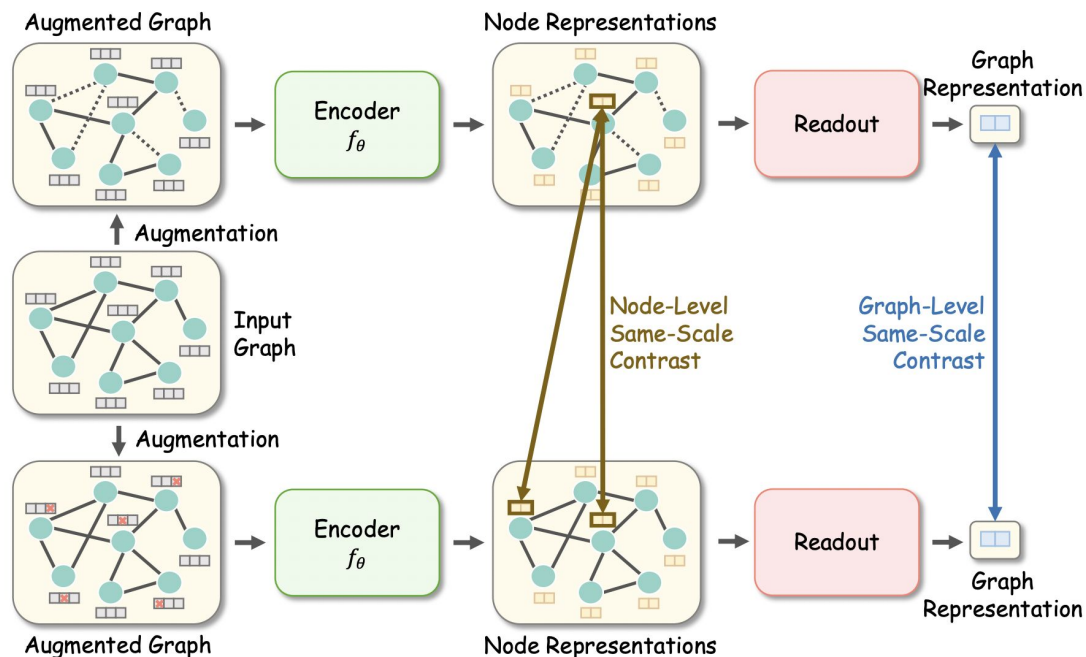 Augmented Graph
Node Representations
Graph
Representation
Encoder
fθ
Readout
Augmentation
Input
Graph
Node-Level
Same-Scale
Contrast
Graph-Level
Same-Scale
Contrast
Augmentation
Encoder
fθ
Readout
Graph
Representation
Augmented Graph
Node Representations